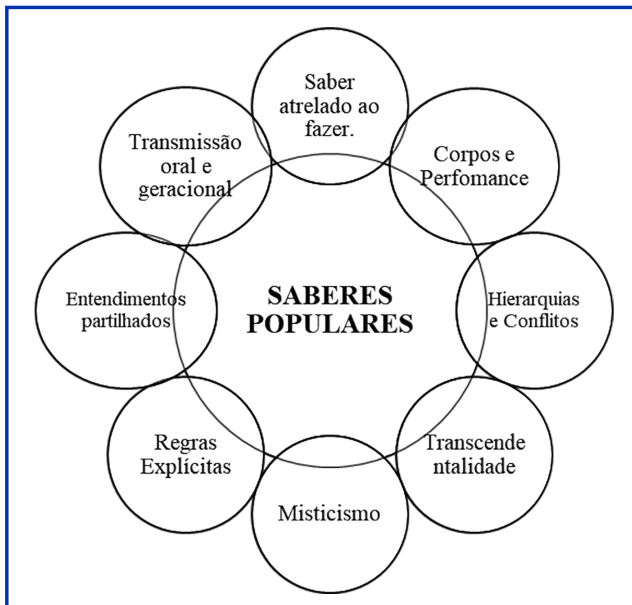 Saber
atrelado ao
fazer.
Transmissão
oral e
geracional
Corpos e
Perfomance
Entendimentos
partilhados
SABERES
POPULARES
Hierarquias
e Conflitos
Regras
Explícitas
Transcende
ntalidade
Misticismo